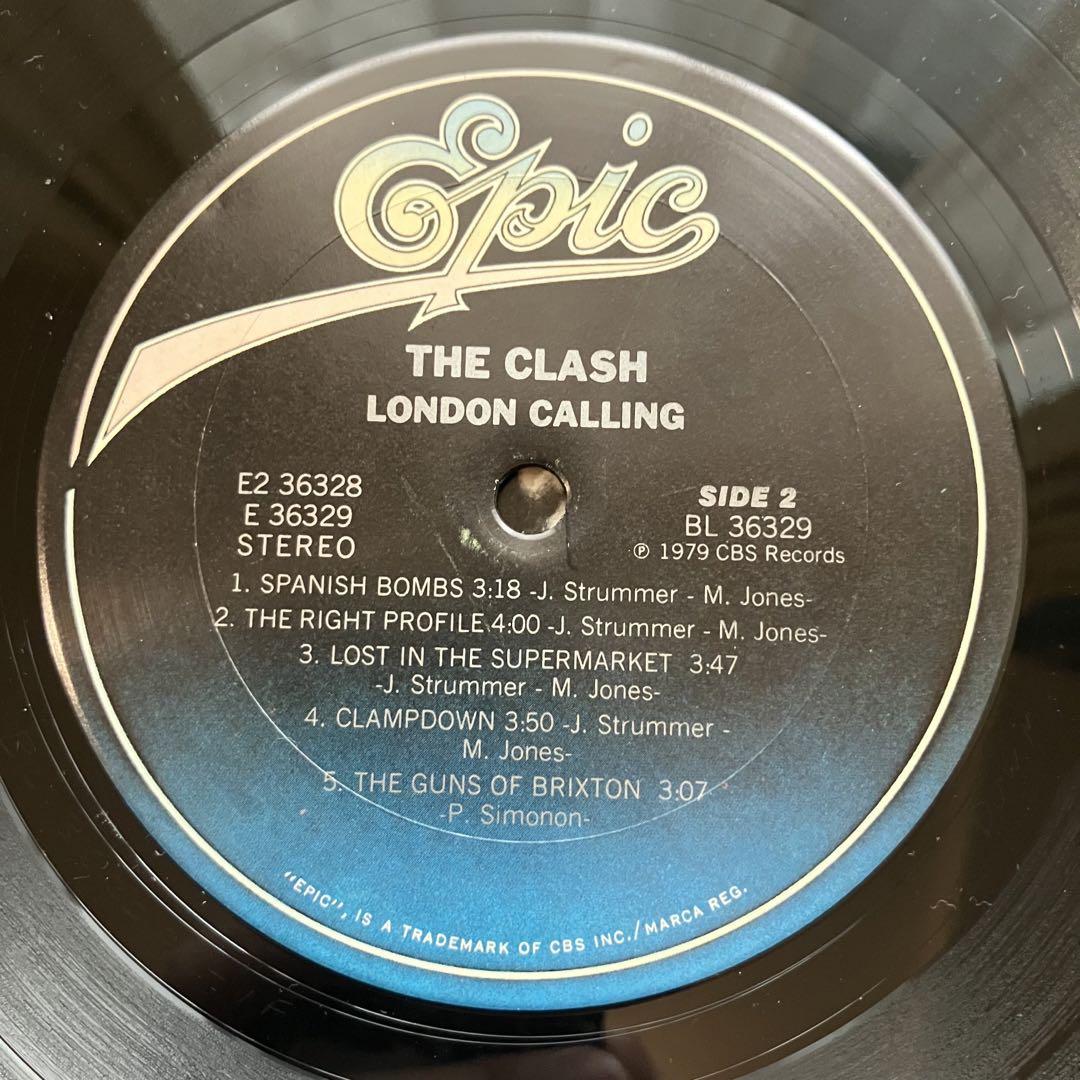 Epic
THE CLASH
LONDON CALLING
E2 36328
E 36329
STEREO
SIDE 2
BL 36329
℗ 1979 CBS Records
1. SPANISH BOMBS 3:18 -J. Strummer - M. Jones-
2. THE RIGHT PROFILE 4:00 -J. Strummer - M. Jones-
3. LOST IN THE SUPERMARKET 3:47
-J. Strummer - M. Jones-
4. CLAMPDOWN 3:50 -J. Strummer -
M. Jones-
5. THE GUNS OF BRIXTON 3:07
-P. Simonon-
"EPIC", IS A TRADEMARK OF CBS INC./MARCA REG.